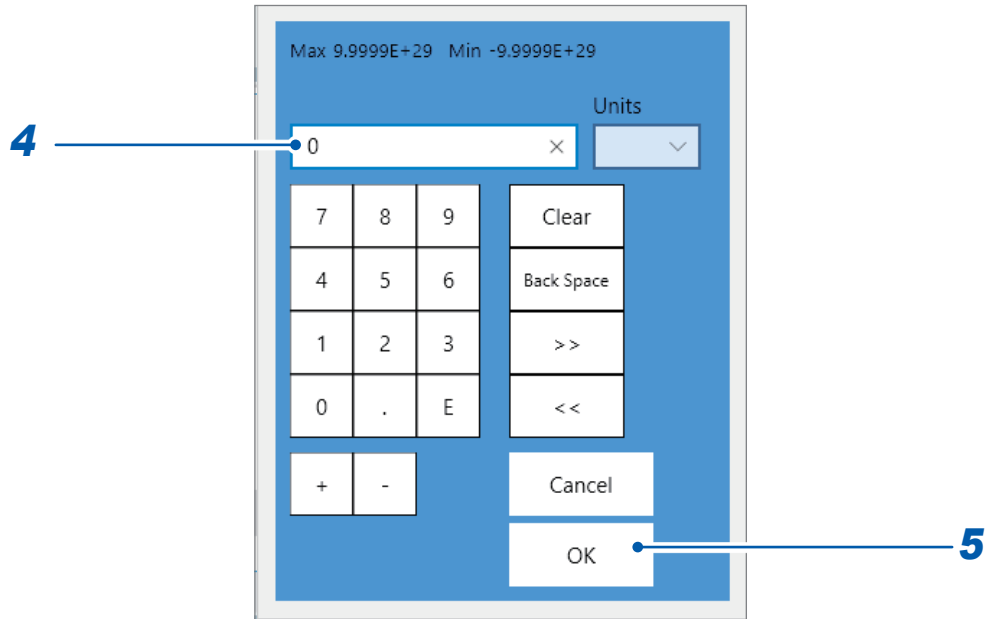 Max 9.9999E+29 Min -9.9999E+29
Units
4
0
7 8 9 Clear
4 5 6 Back Space
1 2 3 >>
0 . E <<
+ - Cancel
OK
5